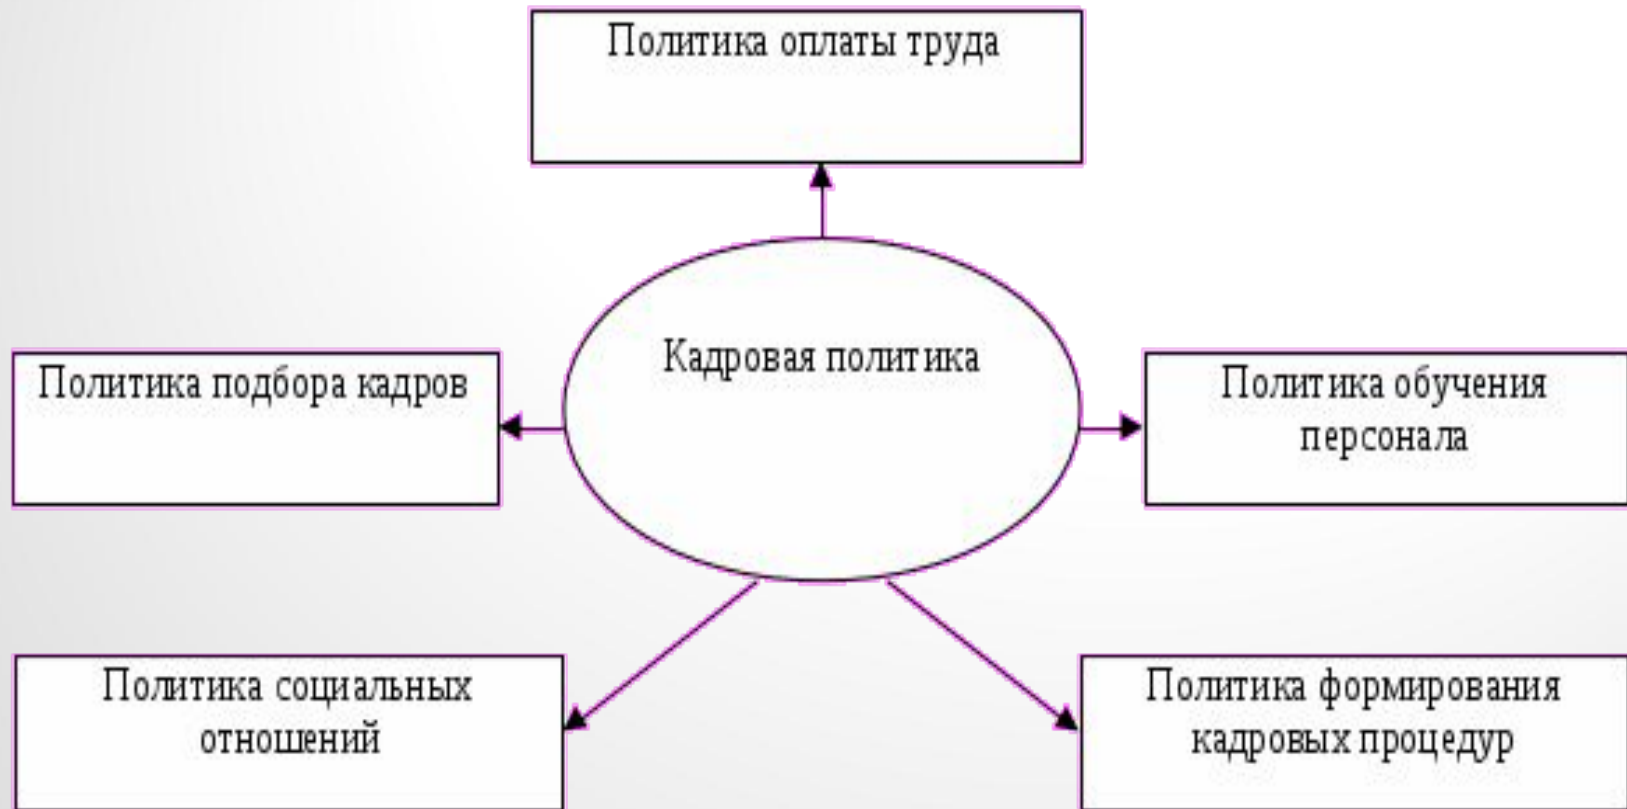 Политика оплаты труда
Кадровая политика
Политика подбора кадров
Политика обучения
персонала
Политика социальных
отношений
Политика формирования
кадровых процедур